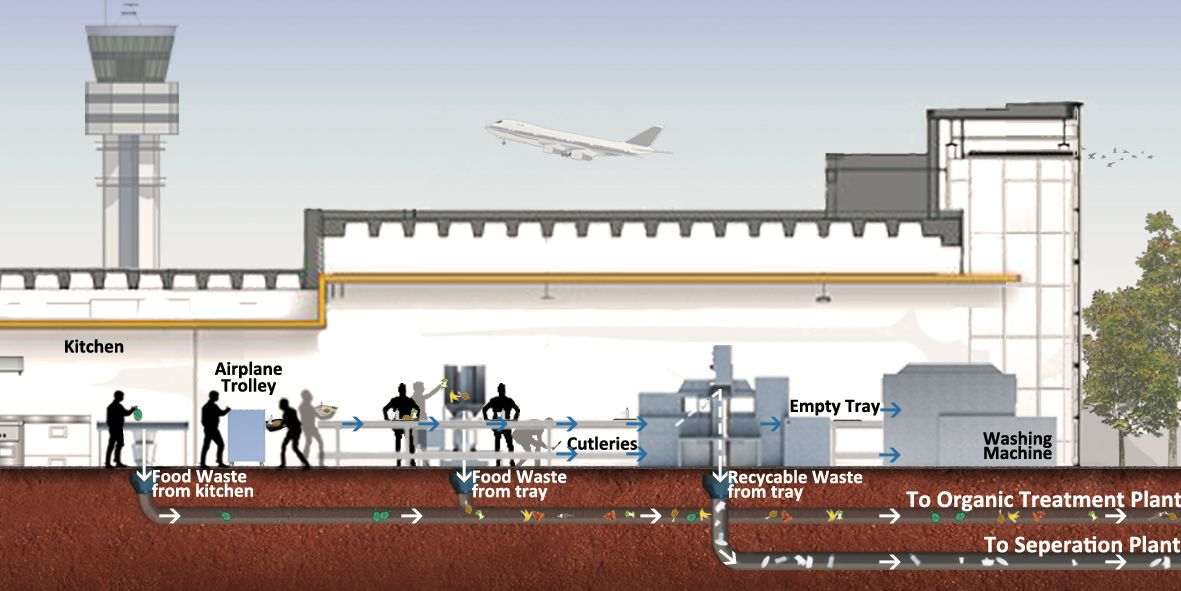 Kitchen
Airplane
Trolley
Empty Tray
Cutleries
Washing
Machine
Food Waste
from kitchen
Food Waste
from tray
Recycable Waste
from tray
To Organic Treatment Plant
To Seperation Plant